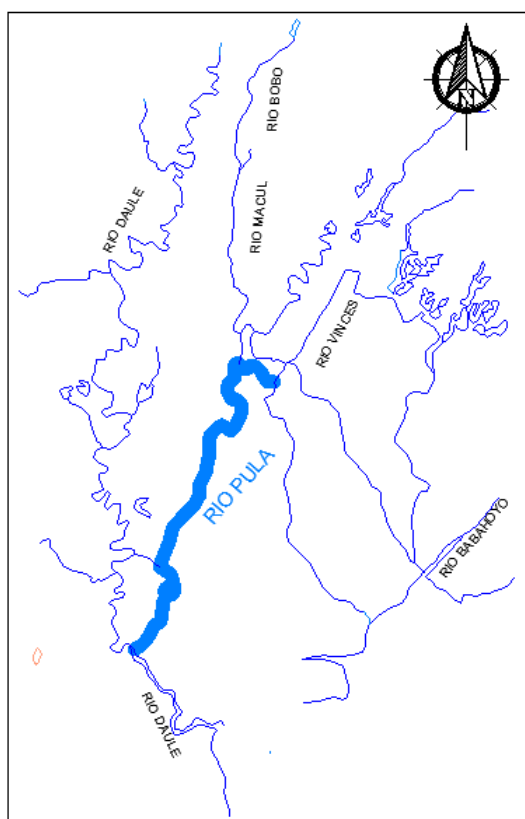 RIO BOBO
N
RIO MACUL
RIO DAULE
RIO VINCES
RIO PULA
RIO BABAHOYO
RIO DAULE